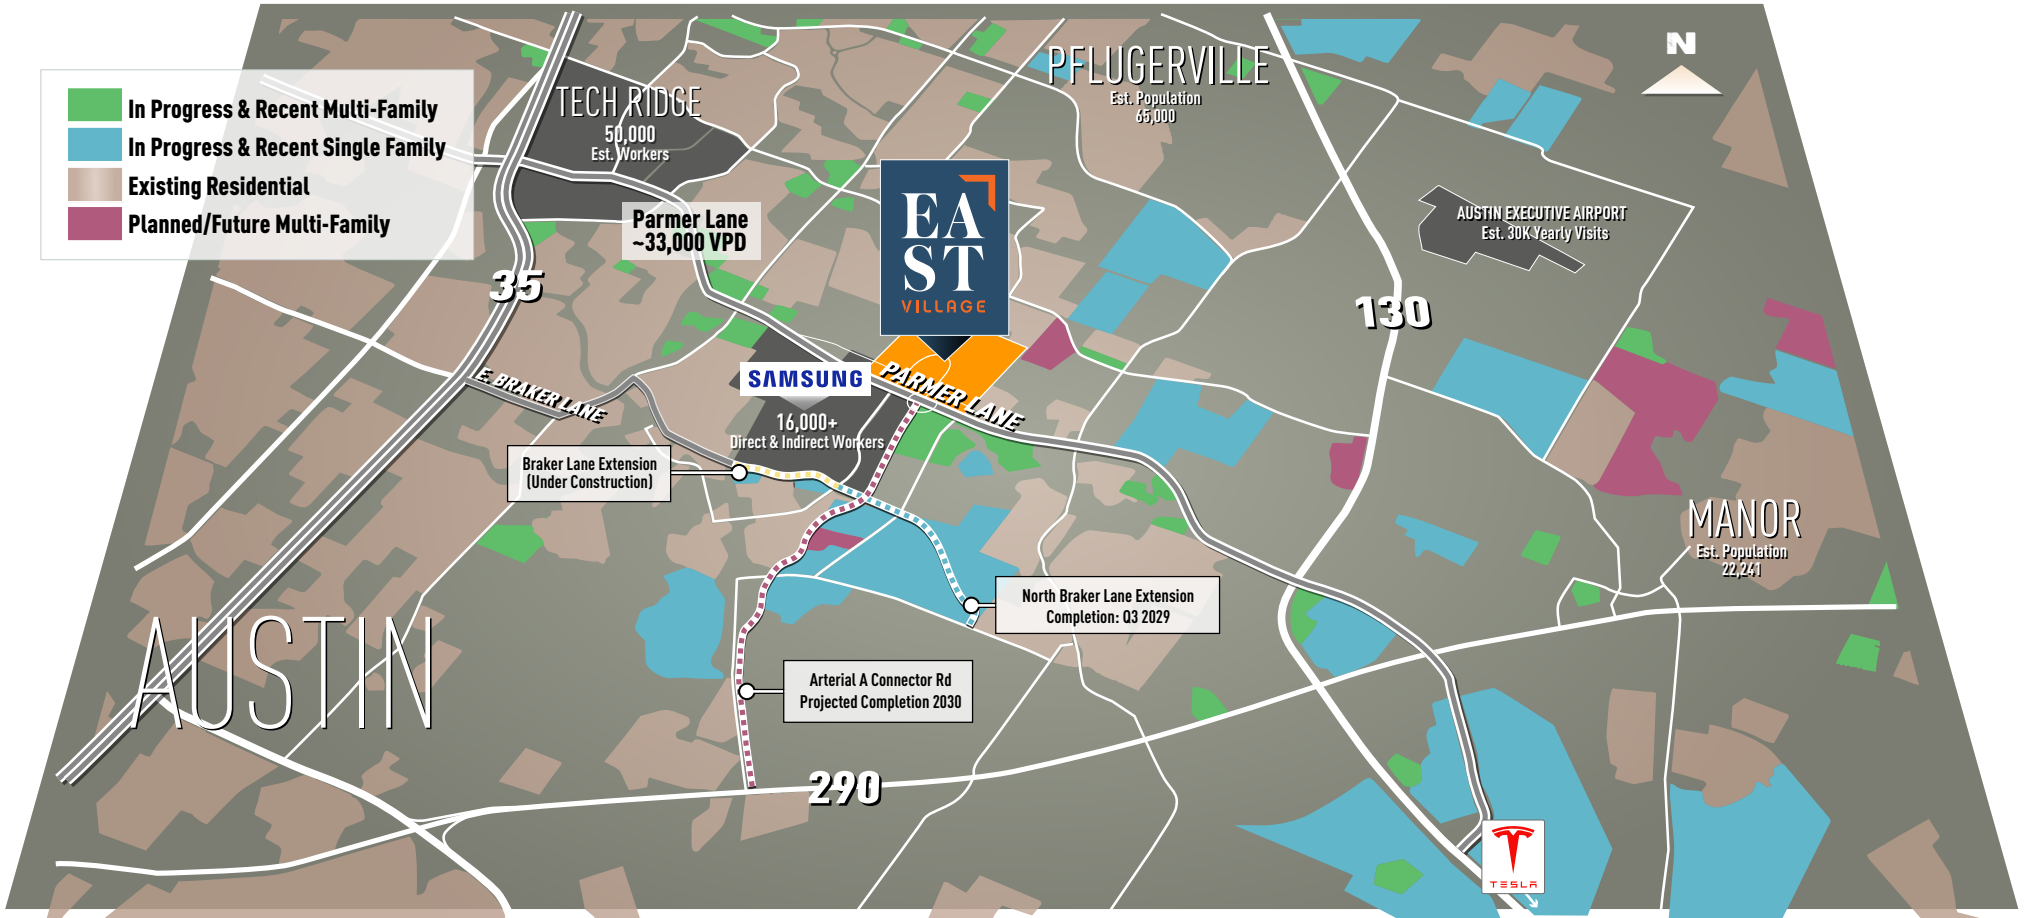 In Progress & Recent Multi-Family
In Progress & Recent Single Family
Existing Residential
Planned/Future Multi-Family
TECH RIDGE
50,000
Est. Workers
PFLUGERVILLE
Est. Population
65,000
N
Parmer Lane
~33,000 VPD
EA
ST
VILLAGE
AUSTIN EXECUTIVE AIRPORT
Est. 30K Yearly Visits
35
130
E. BRAKER LANE
SAMSUNG
16,000+
Direct & Indirect Workers
PARMER LANE
Braker Lane Extension
(Under Construction)
MANOR
Est. Population
22,241
North Braker Lane Extension
Completion: Q3 2029
AUSTIN
Arterial A Connector Rd
Projected Completion 2030
290
TESLA